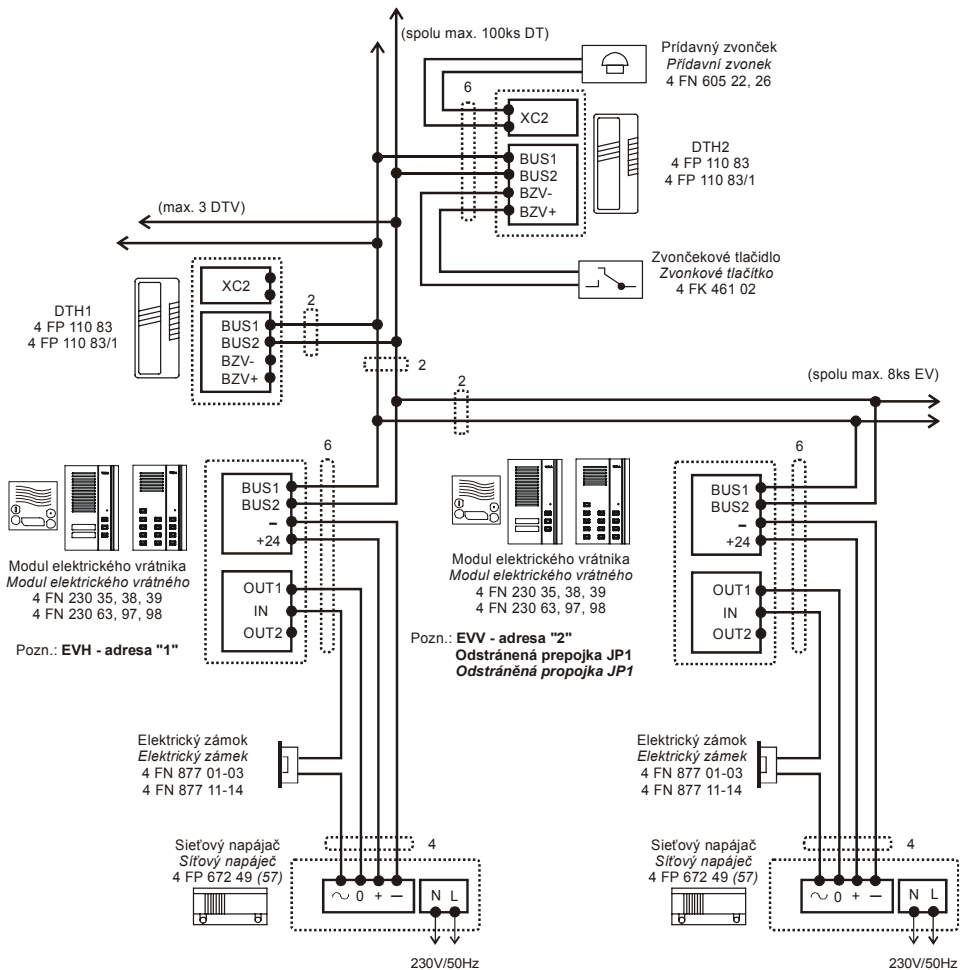 (spolu max. 100ks DT)
Prídavný zvonček
Přídavní zvonek
4 FN 605 22, 26
6
XC2
BUS1
BUS2
BZV-
BZV+
DTH2
4 FP 110 83
4 FP 110 83/1
(max. 3 DTV)
Zvončekové tlačidlo
Zvonkové tlačítko
4 FK 461 02
DTH1
4 FP 110 83
4 FP 110 83/1
XC2
BUS1
BUS2
BZV-
BZV+
2
2
2
(spolu max. 8ks EV)
6
BUS1
BUS2
–
+24
OUT1
IN
OUT2
Modul elektrického vrátnika
Modul elektrického vrátného
4 FN 230 35, 38, 39
4 FN 230 63, 97, 98
Pozn.: EVH - adresa "1"
6
BUS1
BUS2
–
+24
OUT1
IN
OUT2
Modul elektrického vrátnika
Modul elektrického vrátného
4 FN 230 35, 38, 39
4 FN 230 63, 97, 98
Pozn.: EVV - adresa "2"
Odstránená prepojka JP1
Odstráněná propojka JP1
Elektrický zámok
Elektrický zámek
4 FN 877 01-03
4 FN 877 11-14
Elektrický zámok
Elektrický zámek
4 FN 877 01-03
4 FN 877 11-14
Sieťový napájač
Síťový napáječ
4 FP 672 49 (57)
4
~ 0 + –
N L
230V/50Hz
Sieťový napájač
Síťový napáječ
4 FP 672 49 (57)
4
~ 0 + –
N L
230V/50Hz